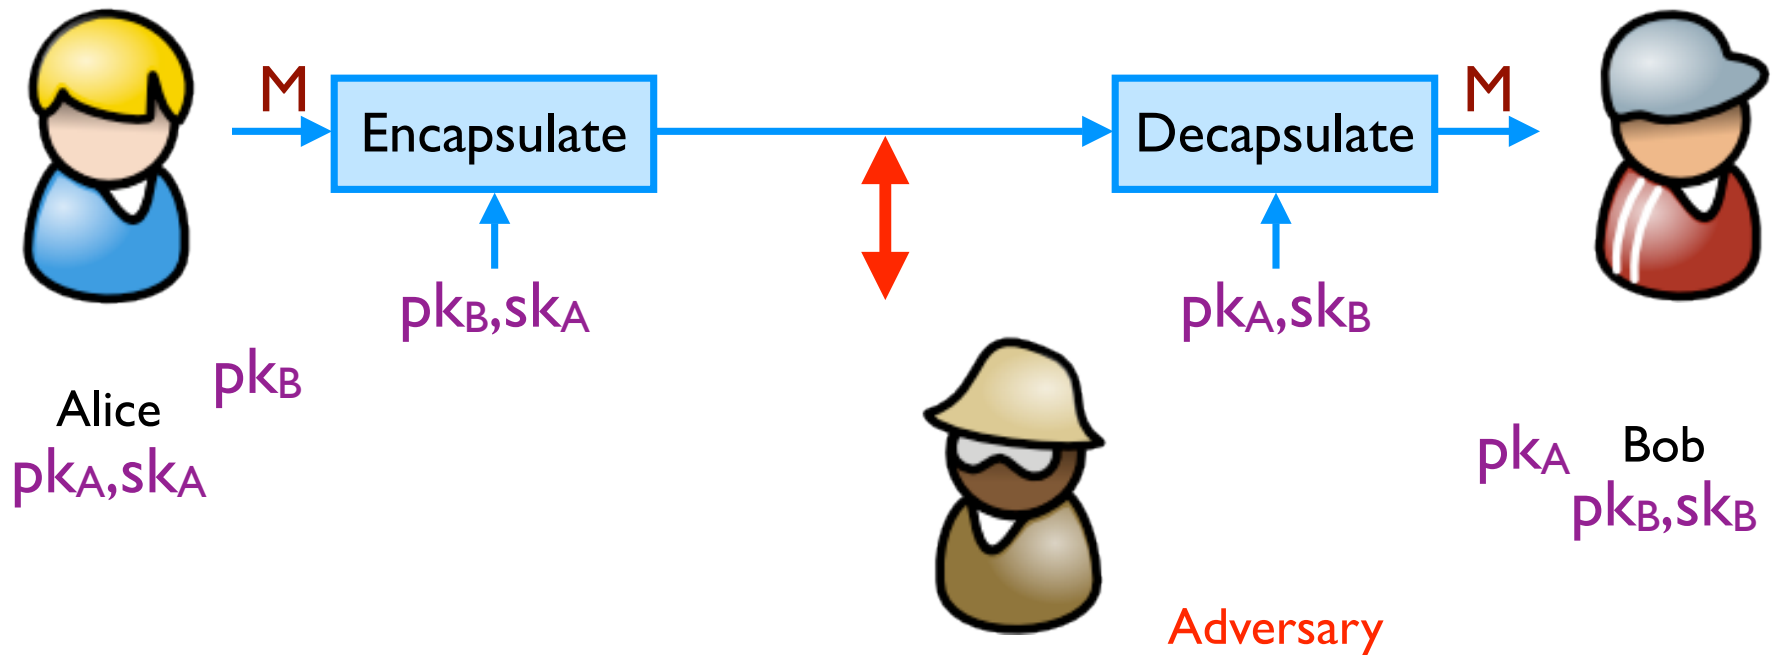 M
M
Encapsulate
Decapsulate
pkB,skA
pkA,skB
pkB
Alice
pkA,skA
pkA
Bob
pkB,skB
Adversary